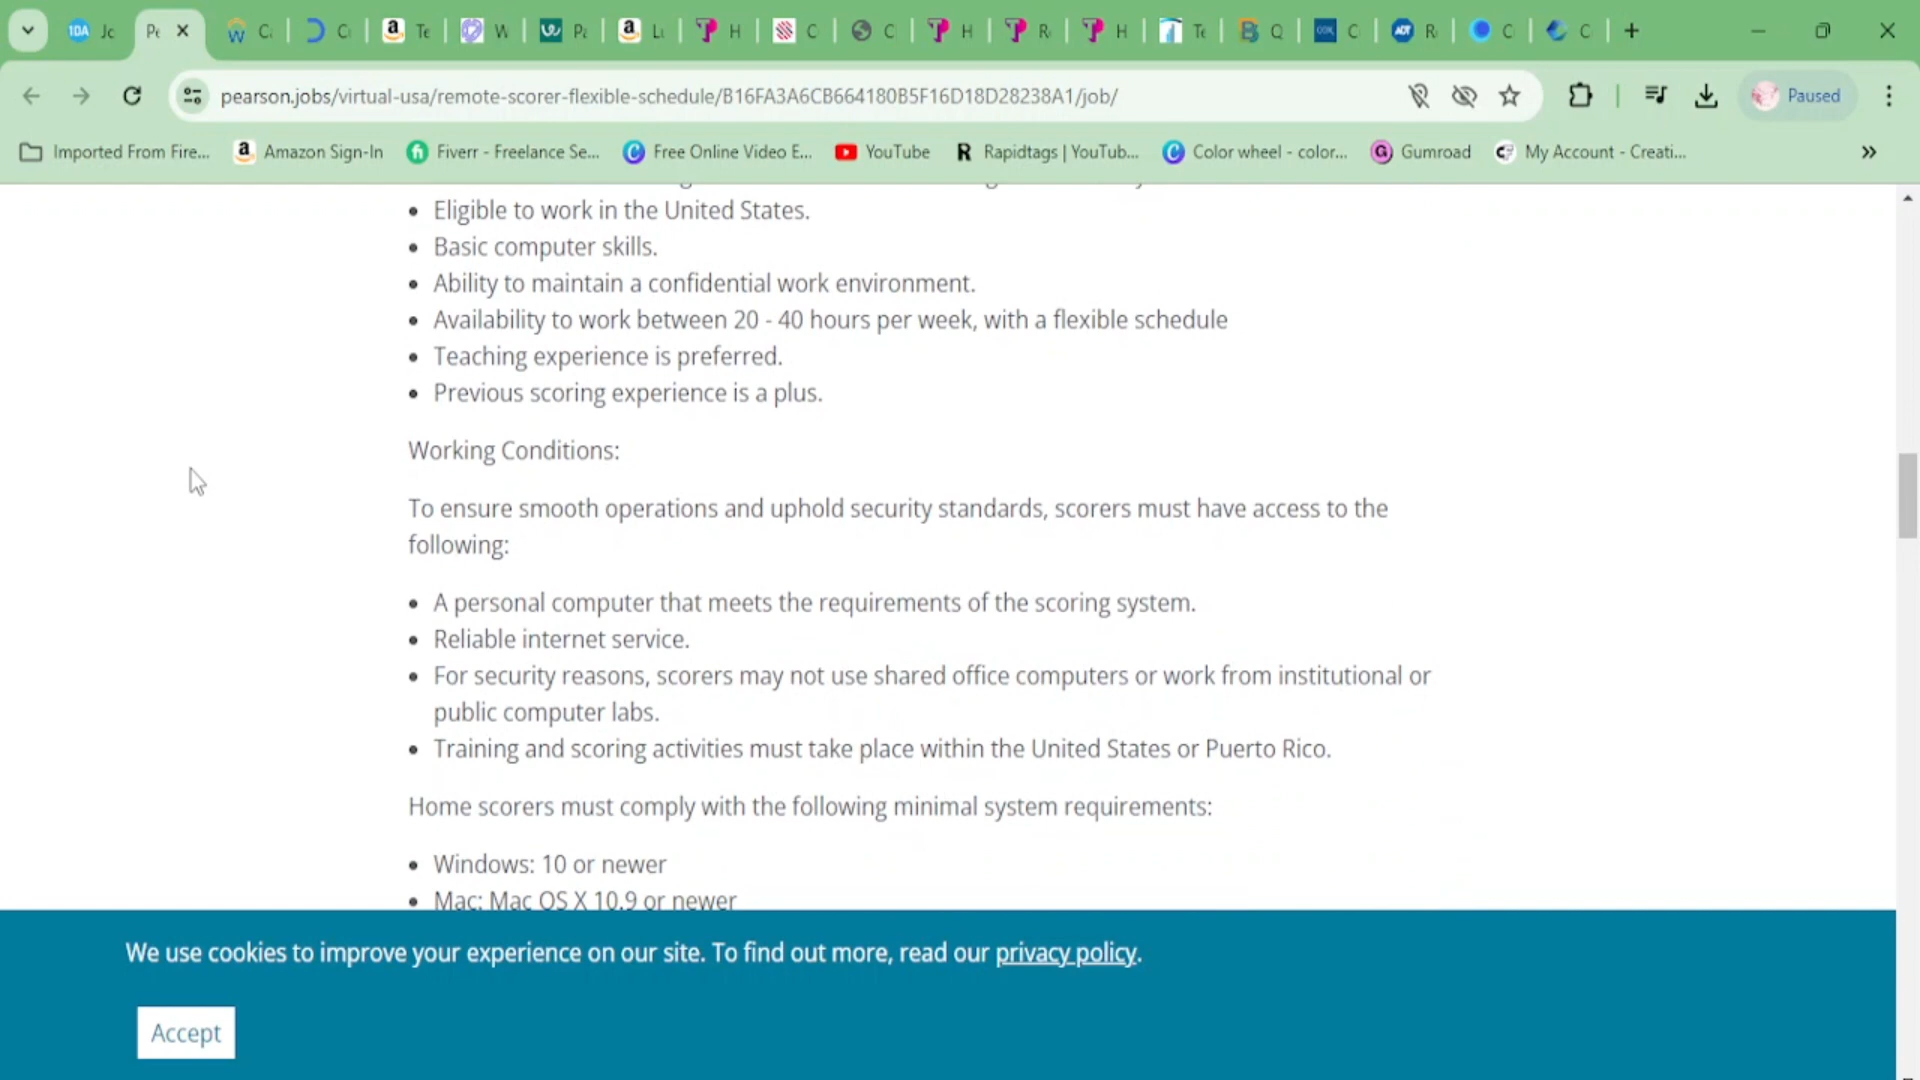 10A Jc
Pe
C
C
a Te
W
Pa
a Lu
H
C
C
H
R
H
Te
Q
COX C
ADT R
C
C
pearson.jobs/virtual-usa/remote-scorer-flexible-schedule/B16FA3A6CB664180B5F16D18D28238A1/job/
Paused
Imported From Fire...
Amazon Sign-In
Fiverr - Freelance Se...
Free Online Video E...
YouTube
Rapidtags | YouTub...
Color wheel - color...
Gumroad
My Account - Creati...
• Eligible to work in the United States.
• Basic computer skills.
• Ability to maintain a confidential work environment.
• Availability to work between 20 - 40 hours per week, with a flexible schedule
• Teaching experience is preferred.
• Previous scoring experience is a plus.
Working Conditions:
To ensure smooth operations and uphold security standards, scorers must have access to the
following:
• A personal computer that meets the requirements of the scoring system.
• Reliable internet service.
• For security reasons, scorers may not use shared office computers or work from institutional or
public computer labs.
• Training and scoring activities must take place within the United States or Puerto Rico.
Home scorers must comply with the following minimal system requirements:
• Windows: 10 or newer
• Mac: Mac OS X 10.9 or newer
We use cookies to improve your experience on our site. To find out more, read our privacy policy.
Accept